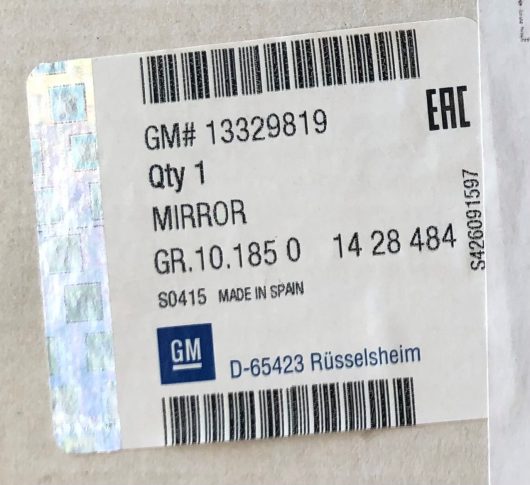 GM# 13329819
EAC
Qty 1
MIRROR
GR.10.185 0 14 28 484
S0415 MADE IN SPAIN
S426091597
GM
D-65423 Rüsselsheim